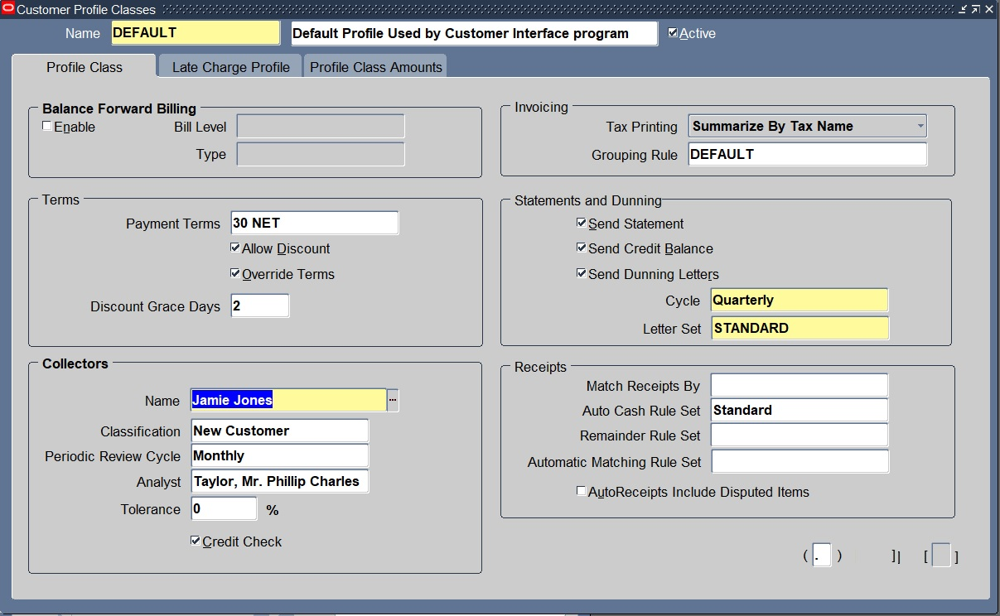 Customer Profile Classes
Name DEFAULT Default Profile Used by Customer Interface program Active
Profile Class Late Charge Profile Profile Class Amounts
Balance Forward Billing
Enable Bill Level
Type
Invoicing
Tax Printing Summarize By Tax Name
Grouping Rule DEFAULT
Terms
Payment Terms 30 NET
Allow Discount
Override Terms
Discount Grace Days 2
Statements and Dunning
Send Statement
Send Credit Balance
Send Dunning Letters
Cycle Quarterly
Letter Set STANDARD
Collectors
Name Jamie Jones ...
Classification New Customer
Periodic Review Cycle Monthly
Analyst Taylor, Mr. Phillip Charles
Tolerance 0 %
Credit Check
Receipts
Match Receipts By
Auto Cash Rule Set Standard
Remainder Rule Set
Automatic Matching Rule Set
AutoReceipts Include Disputed Items
( . ) ]| [ ]